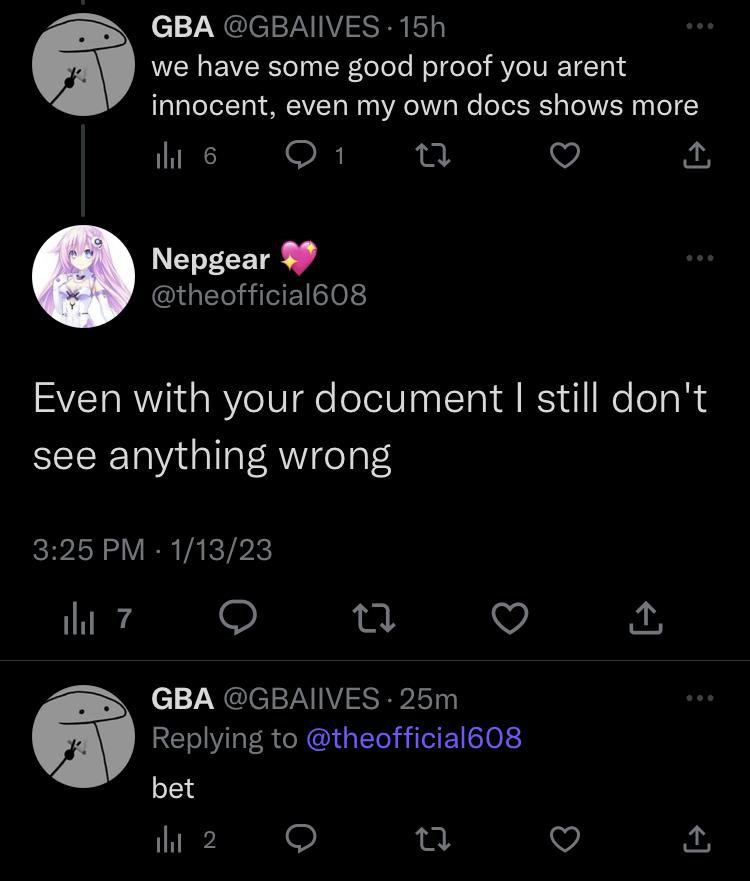 GBA @GBAIIVES · 15h
we have some good proof you arent
innocent, even my own docs shows more
6 1
Nepgear 💖
@theofficial608
Even with your document I still don't
see anything wrong
3:25 PM · 1/13/23
7
GBA @GBAIIVES · 25m
Replying to @theofficial608
bet
2